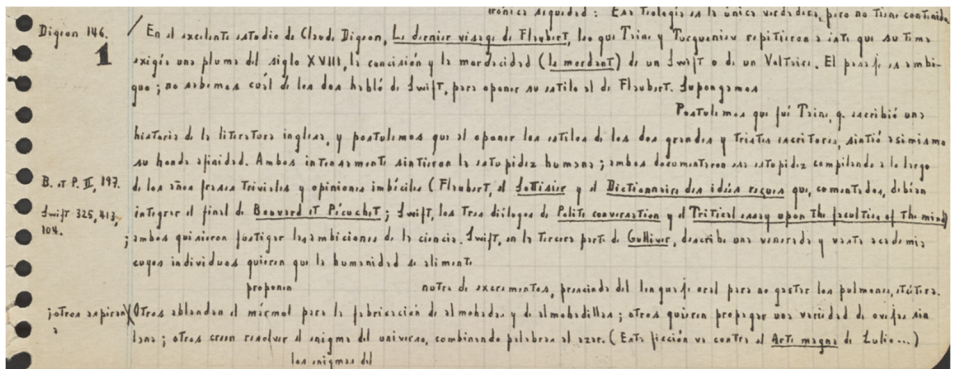 irónica seguridad: Esa teología es la única verdadera, pero no tiene contenido
Digeon 146. / En el excelente estudio de Claude Digeon, Le dernier visage de Flaubert, leo que Taine y Turgueniev repitieron a éste que su tema
1 exigía una pluma del siglo XVIII, la concisión y la mordacidad (le mordant) de un Swift o de un Voltaire. El pasaje es ambi-
guo; no sabemos cuál de los dos habló de Swift, para oponer su estilo al de Flaubert. Supongamos
Postulemos que fué Taine q. escribió una
historia de la literatura inglesa, y postulemos que al oponer los estilos de los dos grandes y tristes escritores, sintió asimismo
su honda afinidad. Ambos intensamente sintieron la estupidez humana; ambos documentaron esa estupidez compilando a lo largo
B. et P. II, 197. de los años frases triviales y opiniones imbéciles (Flaubert, el Sottisier y el Dictionnaire des idées reçues que, comentados, debían
Swift 325, 413, integrar el final de Bouvard et Pécuchet; Swift, los tres diálogos de Polite conversation y el Tritical essay upon the faculties of the mind)
104. ; ambos quisieron fustigar las ambiciones de la ciencia. Swift, en la tercera parte de Gulliver, describe una venerada y vasta academia
cuyos individuos quieren que la humanidad se alimente
proponen nutra de excrementos, prescinda del lenguaje oral para no gastar los pulmones, etcétera.
; otros aspiran X Otros ablandan el mármol para la fabricación de almohadas y de almohadillas; otros quieren propagar una variedad de ovejas sin
a lana; otros creen resolver el enigma del universo, combinando palabras al azar. (Esta ficción va contra el Arte magna de Lulio...)
los enigmas del